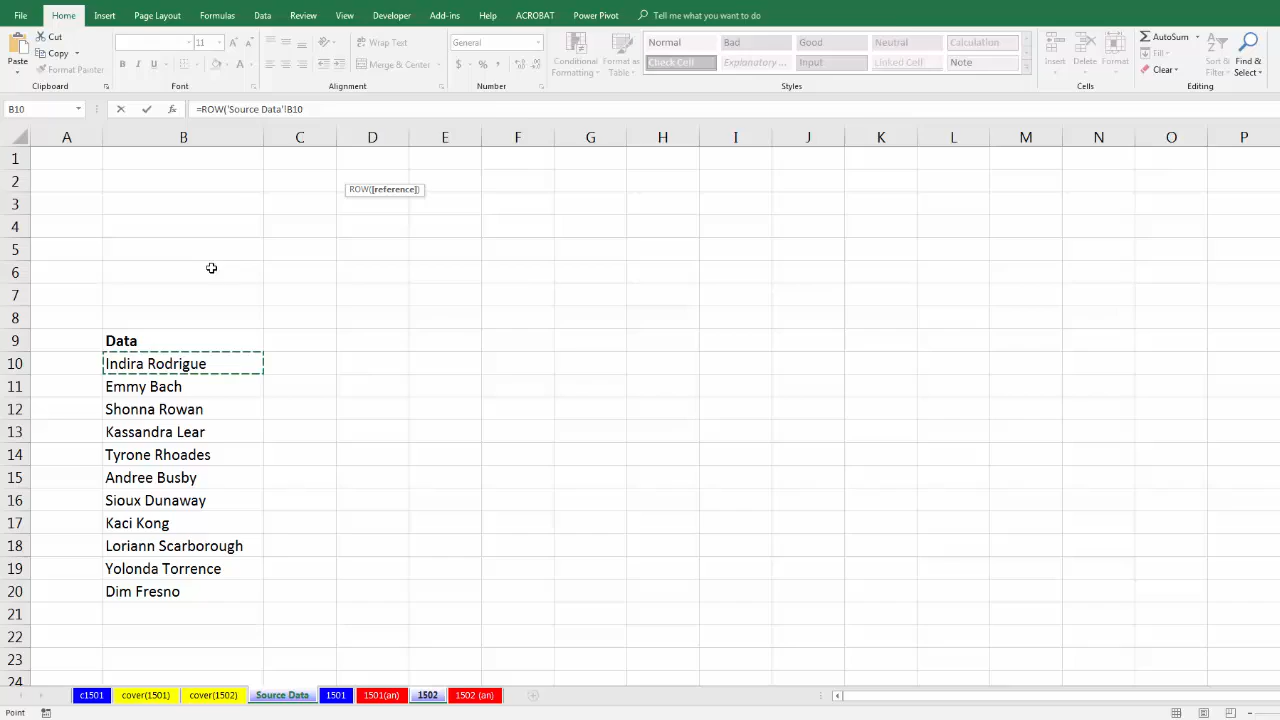 File Home Insert Page Layout Formulas Data Review View Developer Add-ins Help ACROBAT Power Pivot Tell me what you want to do
Paste Cut Copy Format Painter
Clipboard
11 A A
B I U A
Font
Wrap Text
Merge & Center
Alignment
General
$ % ,
Number
Conditional Formatting Format as Table
Normal Bad Good Neutral Calculation
Check Cell Explanatory ... Input Linked Cell Note
Styles
Insert Delete Format
Cells
AutoSum Fill Clear Sort & Filter Find & Select
Editing
B10 fx =ROW('Source Data'!B10
A B C D E F G H I J K L M N O P
1
2 ROW([reference])
3
4
5
6
7
8
9 Data
10 Indira Rodrigue
11 Emmy Bach
12 Shonna Rowan
13 Kassandra Lear
14 Tyrone Rhoades
15 Andree Busby
16 Sioux Dunaway
17 Kaci Kong
18 Loriann Scarborough
19 Yolonda Torrence
20 Dim Fresno
21
22
23
24
c1501 cover(1501) cover(1502) Source Data 1501 1501(an) 1502 1502 (an)
Point